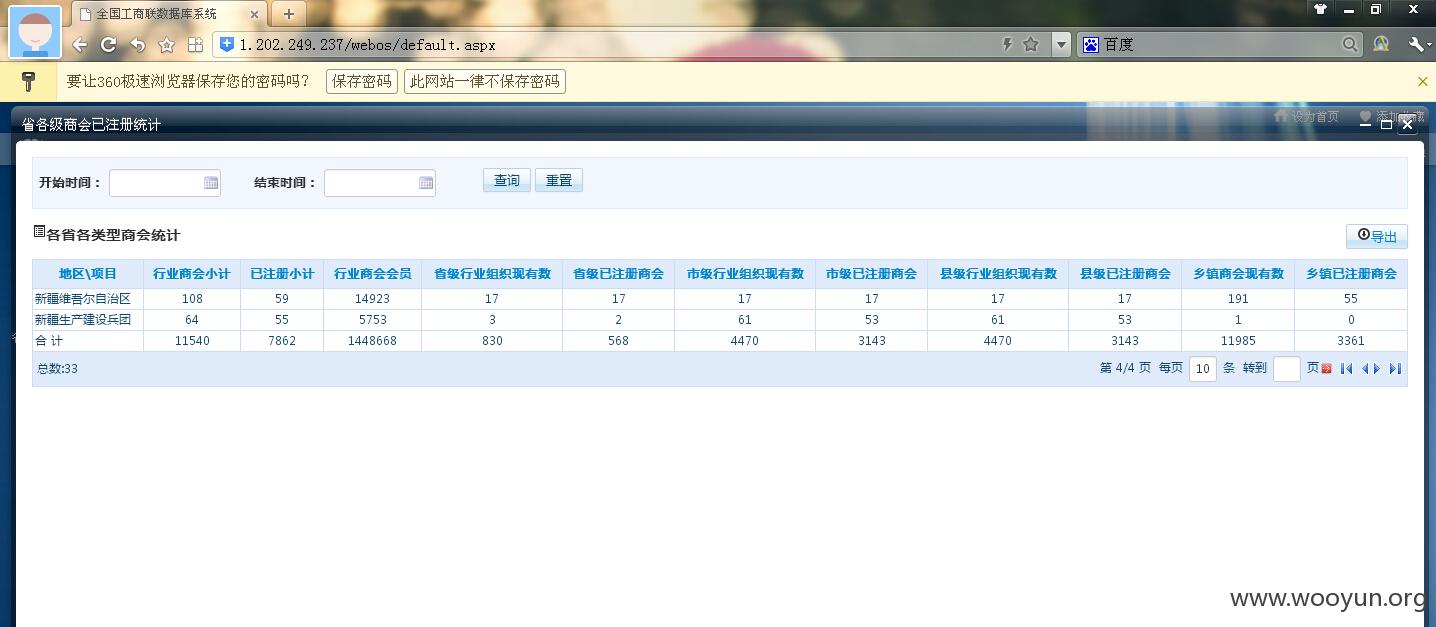 全国工商联数据库系统
1.202.249.237/webos/default.aspx
百度
要让360极速浏览器保存您的密码吗？ 保存密码 此网站一律不保存密码
省各级商会已注册统计
设为首页
开始时间： 结束时间： 查询 重置
各省各类型商会统计 导出
地区\项目 行业商会小计 已注册小计 行业商会会员 省级行业组织现有数 省级已注册商会 市级行业组织现有数 市级已注册商会 县级行业组织现有数 县级已注册商会 乡镇商会现有数 乡镇已注册商会
新疆维吾尔自治区 108 59 14923 17 17 17 17 17 17 191 55
新疆生产建设兵团 64 55 5753 3 2 61 53 61 53 1 0
合 计 11540 7862 1448668 830 568 4470 3143 4470 3143 11985 3361
总数:33 第 4/4 页 每页 10 条 转到 页
www.wooyun.org